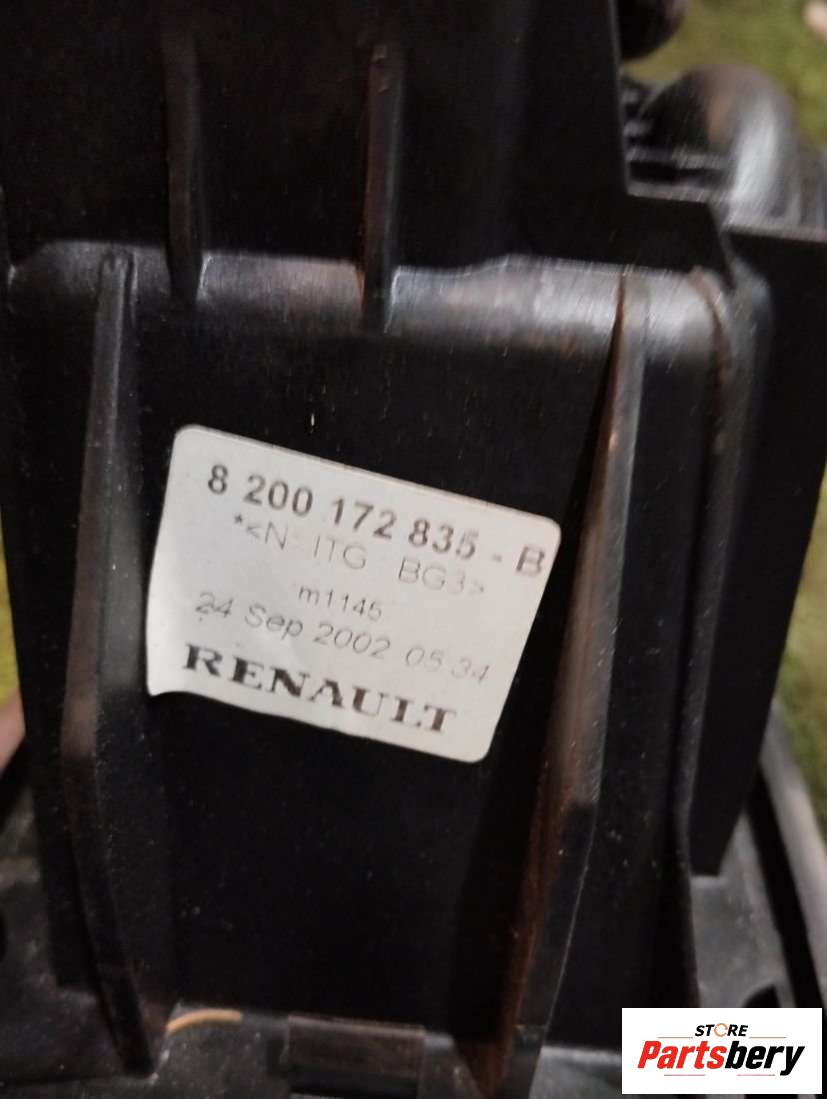 8 200 172 835 - B
*<N° ITG BG3>
m1145
24 Sep 2002 05:34
RENAULT
STORE
Partsbery